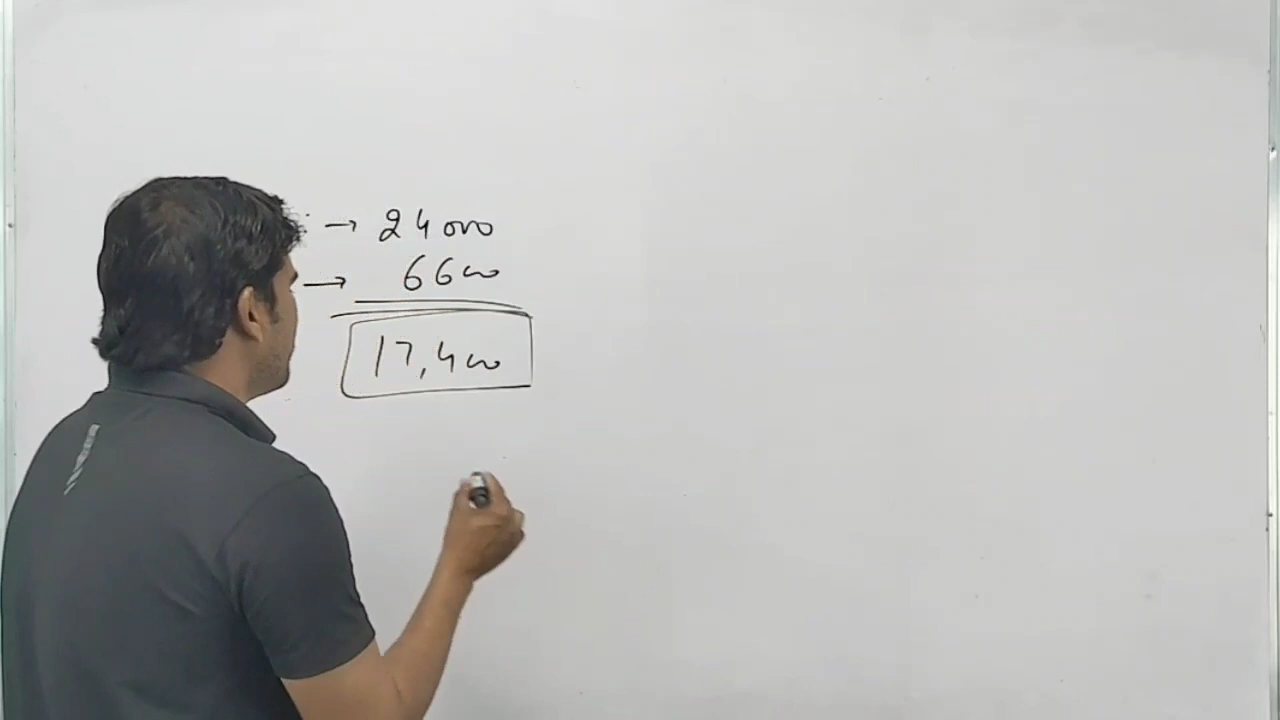 : → 24000
→ 6600
17,400